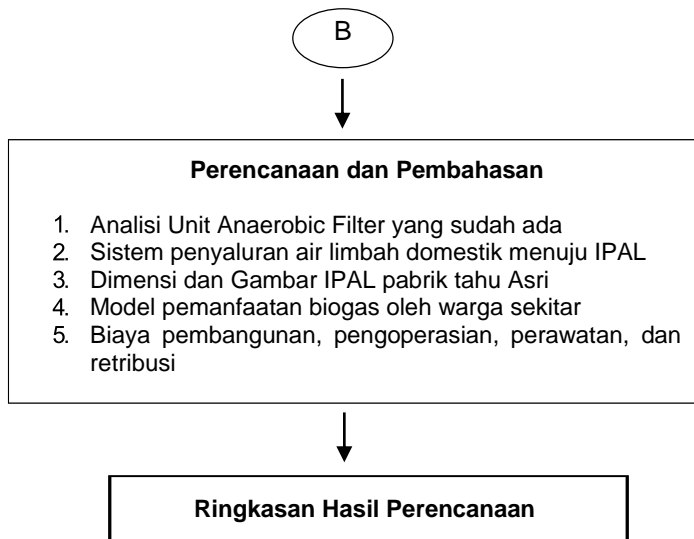 B
Perencanaan dan Pembahasan
1. Analisi Unit Anaerobic Filter yang sudah ada
2. Sistem penyaluran air limbah domestik menuju IPAL
3. Dimensi dan Gambar IPAL pabrik tahu Asri
4. Model pemanfaatan biogas oleh warga sekitar
5. Biaya pembangunan, pengoperasian, perawatan, dan
retribusi
Ringkasan Hasil Perencanaan